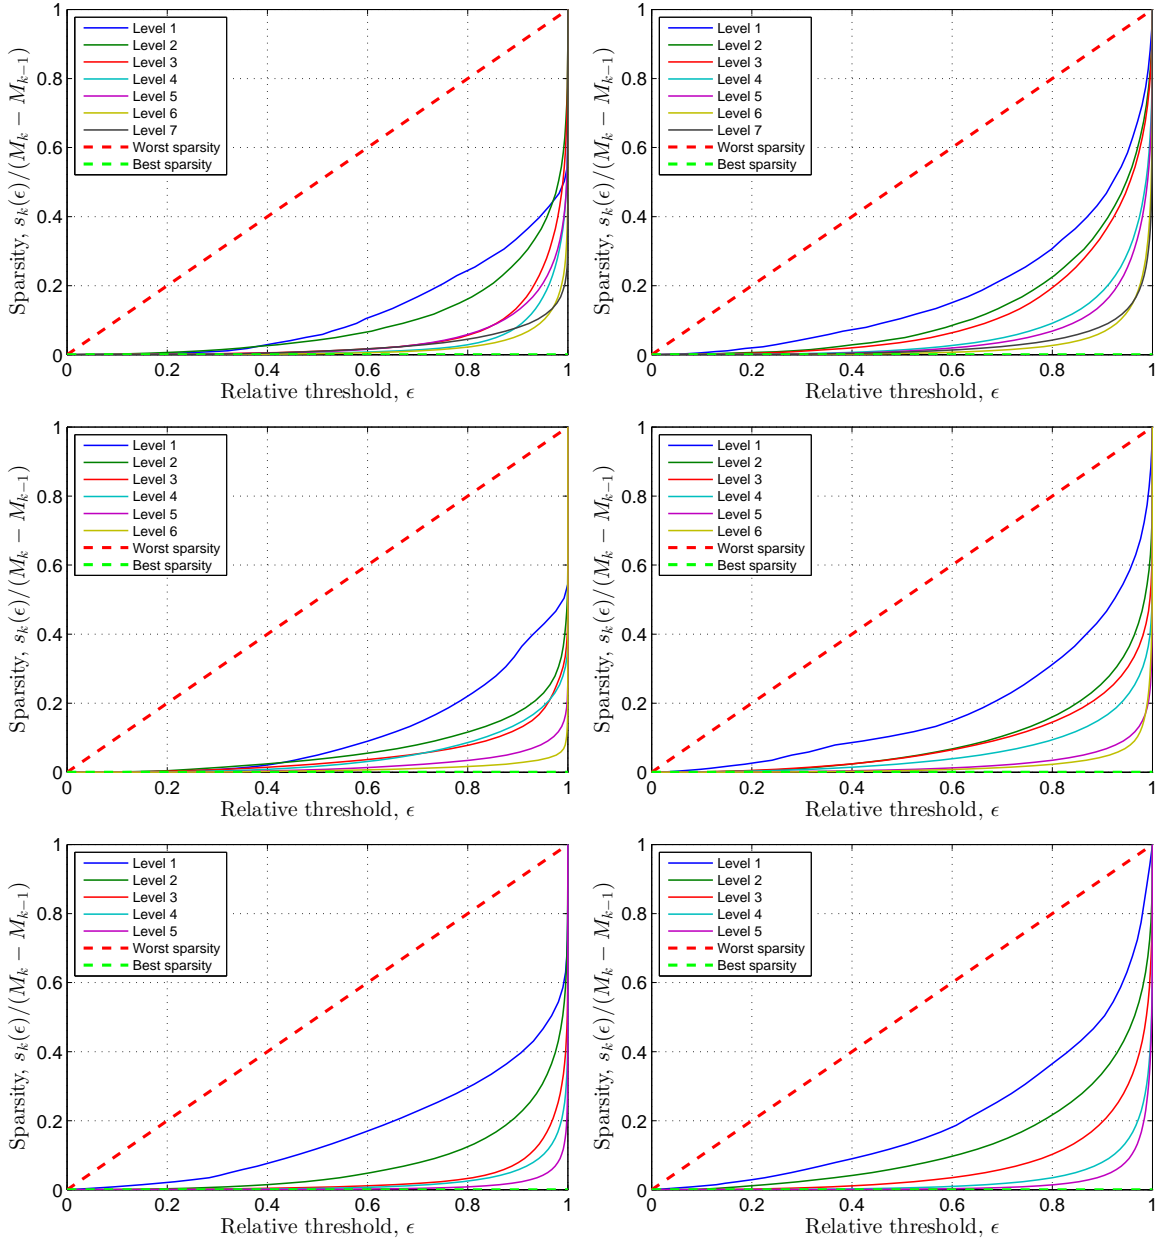 1
0.8
0.6
0.4
0.2
0
Sparsity, s_k(ϵ)/(M_k − M_{k−1})
Level 1
Level 2
Level 3
Level 4
Level 5
Level 6
Level 7
Worst sparsity
Best sparsity
0 0.2 0.4 0.6 0.8 1
Relative threshold, ϵ
1
0.8
0.6
0.4
0.2
0
Sparsity, s_k(ϵ)/(M_k − M_{k−1})
Level 1
Level 2
Level 3
Level 4
Level 5
Level 6
Level 7
Worst sparsity
Best sparsity
0 0.2 0.4 0.6 0.8 1
Relative threshold, ϵ
1
0.8
0.6
0.4
0.2
0
Sparsity, s_k(ϵ)/(M_k − M_{k−1})
Level 1
Level 2
Level 3
Level 4
Level 5
Level 6
Worst sparsity
Best sparsity
0 0.2 0.4 0.6 0.8 1
Relative threshold, ϵ
1
0.8
0.6
0.4
0.2
0
Sparsity, s_k(ϵ)/(M_k − M_{k−1})
Level 1
Level 2
Level 3
Level 4
Level 5
Level 6
Worst sparsity
Best sparsity
0 0.2 0.4 0.6 0.8 1
Relative threshold, ϵ
1
0.8
0.6
0.4
0.2
0
Sparsity, s_k(ϵ)/(M_k − M_{k−1})
Level 1
Level 2
Level 3
Level 4
Level 5
Worst sparsity
Best sparsity
0 0.2 0.4 0.6 0.8 1
Relative threshold, ϵ
1
0.8
0.6
0.4
0.2
0
Sparsity, s_k(ϵ)/(M_k − M_{k−1})
Level 1
Level 2
Level 3
Level 4
Level 5
Worst sparsity
Best sparsity
0 0.2 0.4 0.6 0.8 1
Relative threshold, ϵ